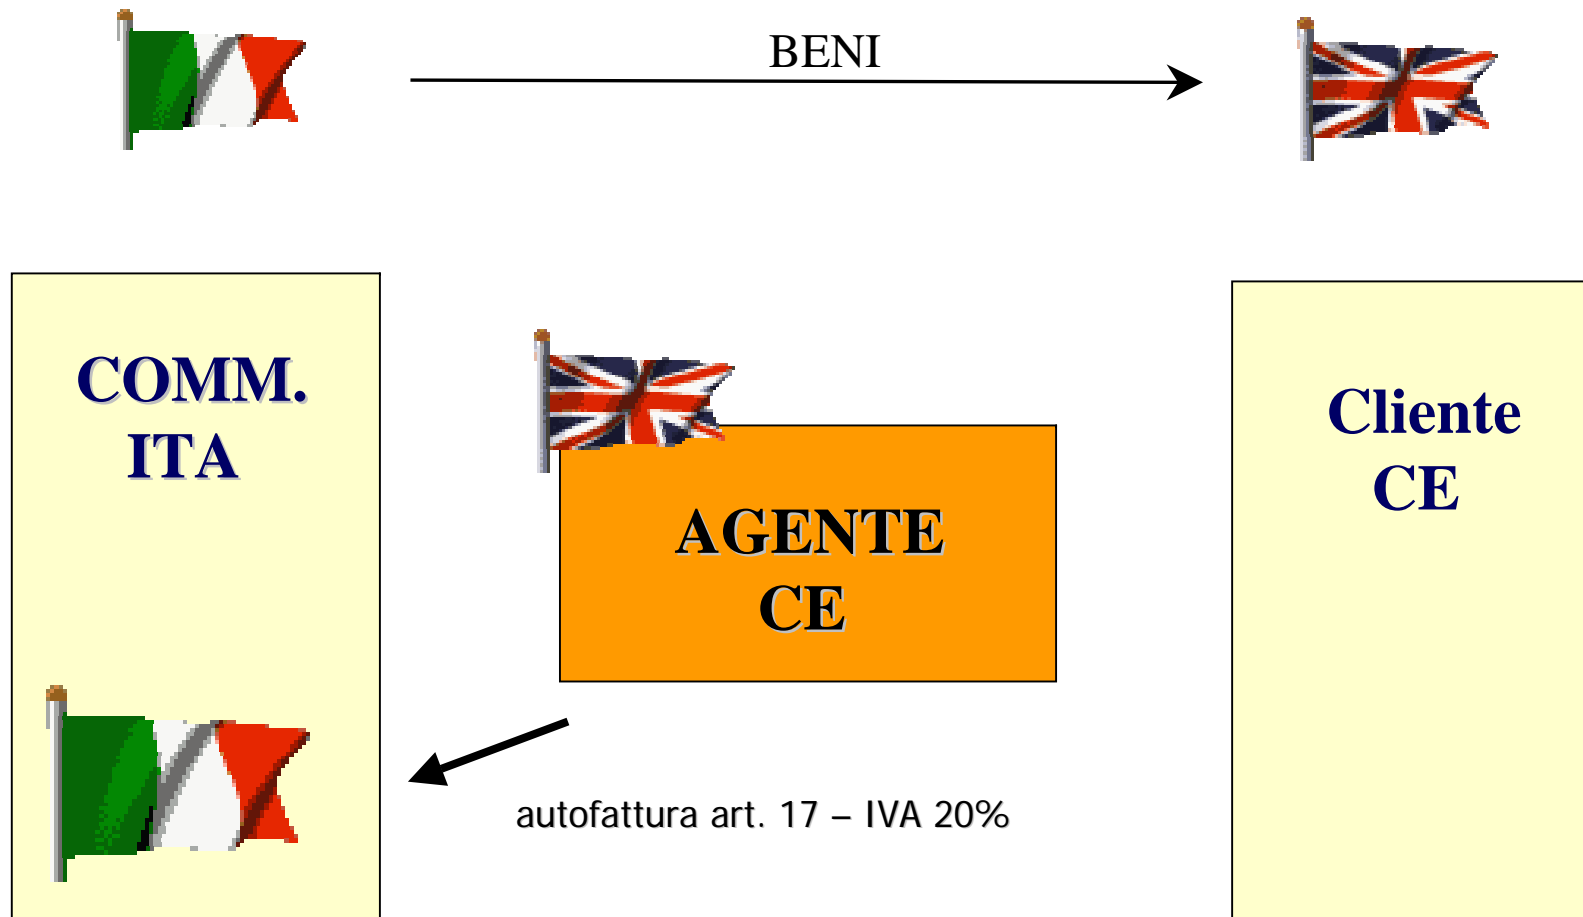 BENI
COMM.
ITA
AGENTE
CE
Cliente
CE
autofattura art. 17 – IVA 20%